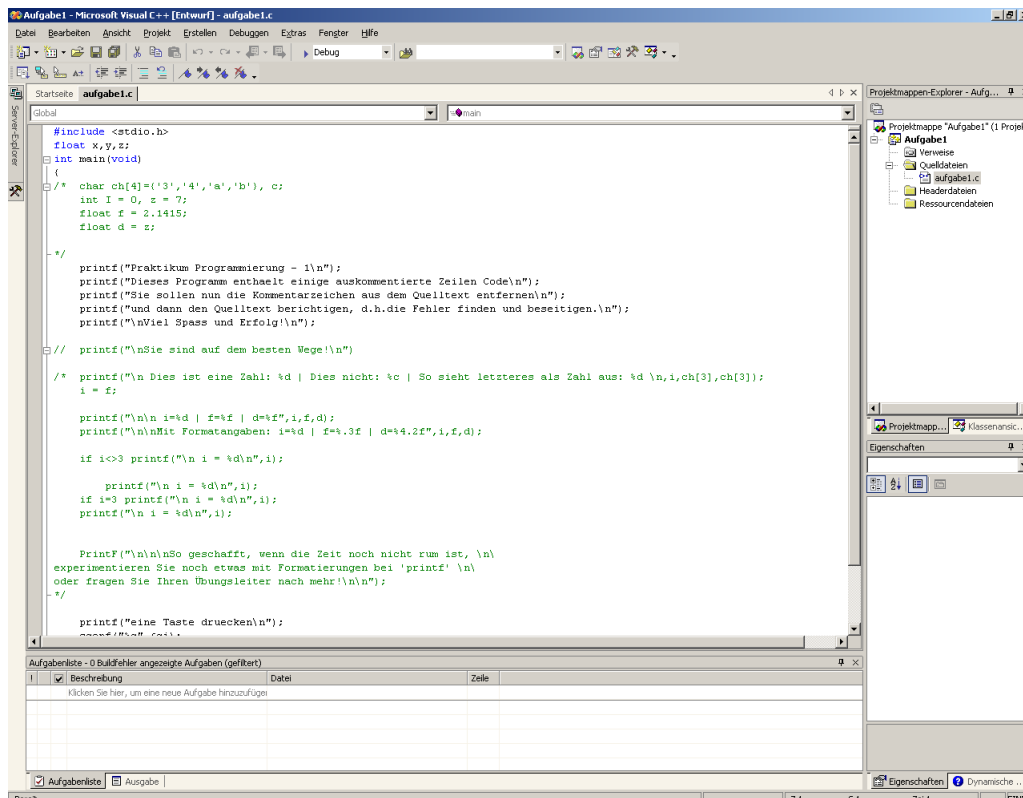 Aufgabe1 - Microsoft Visual C++ [Entwurf] - aufgabe1.c
Datei Bearbeiten Ansicht Projekt Erstellen Debuggen Extras Fenster Hilfe
Debug
Startseite aufgabe1.c
Server-Explorer
Global main
#include <stdio.h>
float x,y,z;
int main(void)
{
/* char ch[4]={'3','4','a','b'}, c;
int I = 0, z = 7;
float f = 2.1415;
float d = z;
*/
printf("Praktikum Programmierung - 1\n");
printf("Dieses Programm enthaelt einige auskommentierte Zeilen Code\n");
printf("Sie sollen nun die Kommentarzeichen aus dem Quelltext entfernen\n");
printf("und dann den Quelltext berichtigen, d.h.die Fehler finden und beseitigen.\n");
printf("\nViel Spass und Erfolg!\n");
// printf("\nSie sind auf dem besten Wege!\n")
/* printf("\n Dies ist eine Zahl: %d | Dies nicht: %c | So sieht letzteres als Zahl aus: %d \n,i,ch[3],ch[3]);
i = f;
printf("\n\n i=%d | f=%f | d=%f",i,f,d);
printf("\n\nMit Formatangaben: i=%d | f=%.3f | d=%4.2f",i,f,d);
if i<>3 printf("\n i = %d\n",i);
printf("\n i = %d\n",i);
if i=3 printf("\n i = %d\n",i);
printf("\n i = %d\n",i);
PrintF("\n\n\nSo geschafft, wenn die Zeit noch nicht rum ist, \n\
experimentieren Sie noch etwas mit Formatierungen bei 'printf' \n\
oder fragen Sie Ihren Übungsleiter nach mehr!\n\n");
*/
printf("eine Taste druecken\n");
Projektmappen-Explorer - Aufg...
Projektmappe "Aufgabe1" (1 Projek
Aufgabe1
Verweise
Quelldateien
aufgabe1.c
Headerdateien
Ressourcendateien
Projektmapp... Klassenansic...
Eigenschaften
Aufgabenliste - 0 Buildfehler angezeigte Aufgaben (gefiltert)
! Beschreibung Datei Zeile
Klicken Sie hier, um eine neue Aufgabe hinzuzufügen
Aufgabenliste Ausgabe
Eigenschaften Dynamische ...